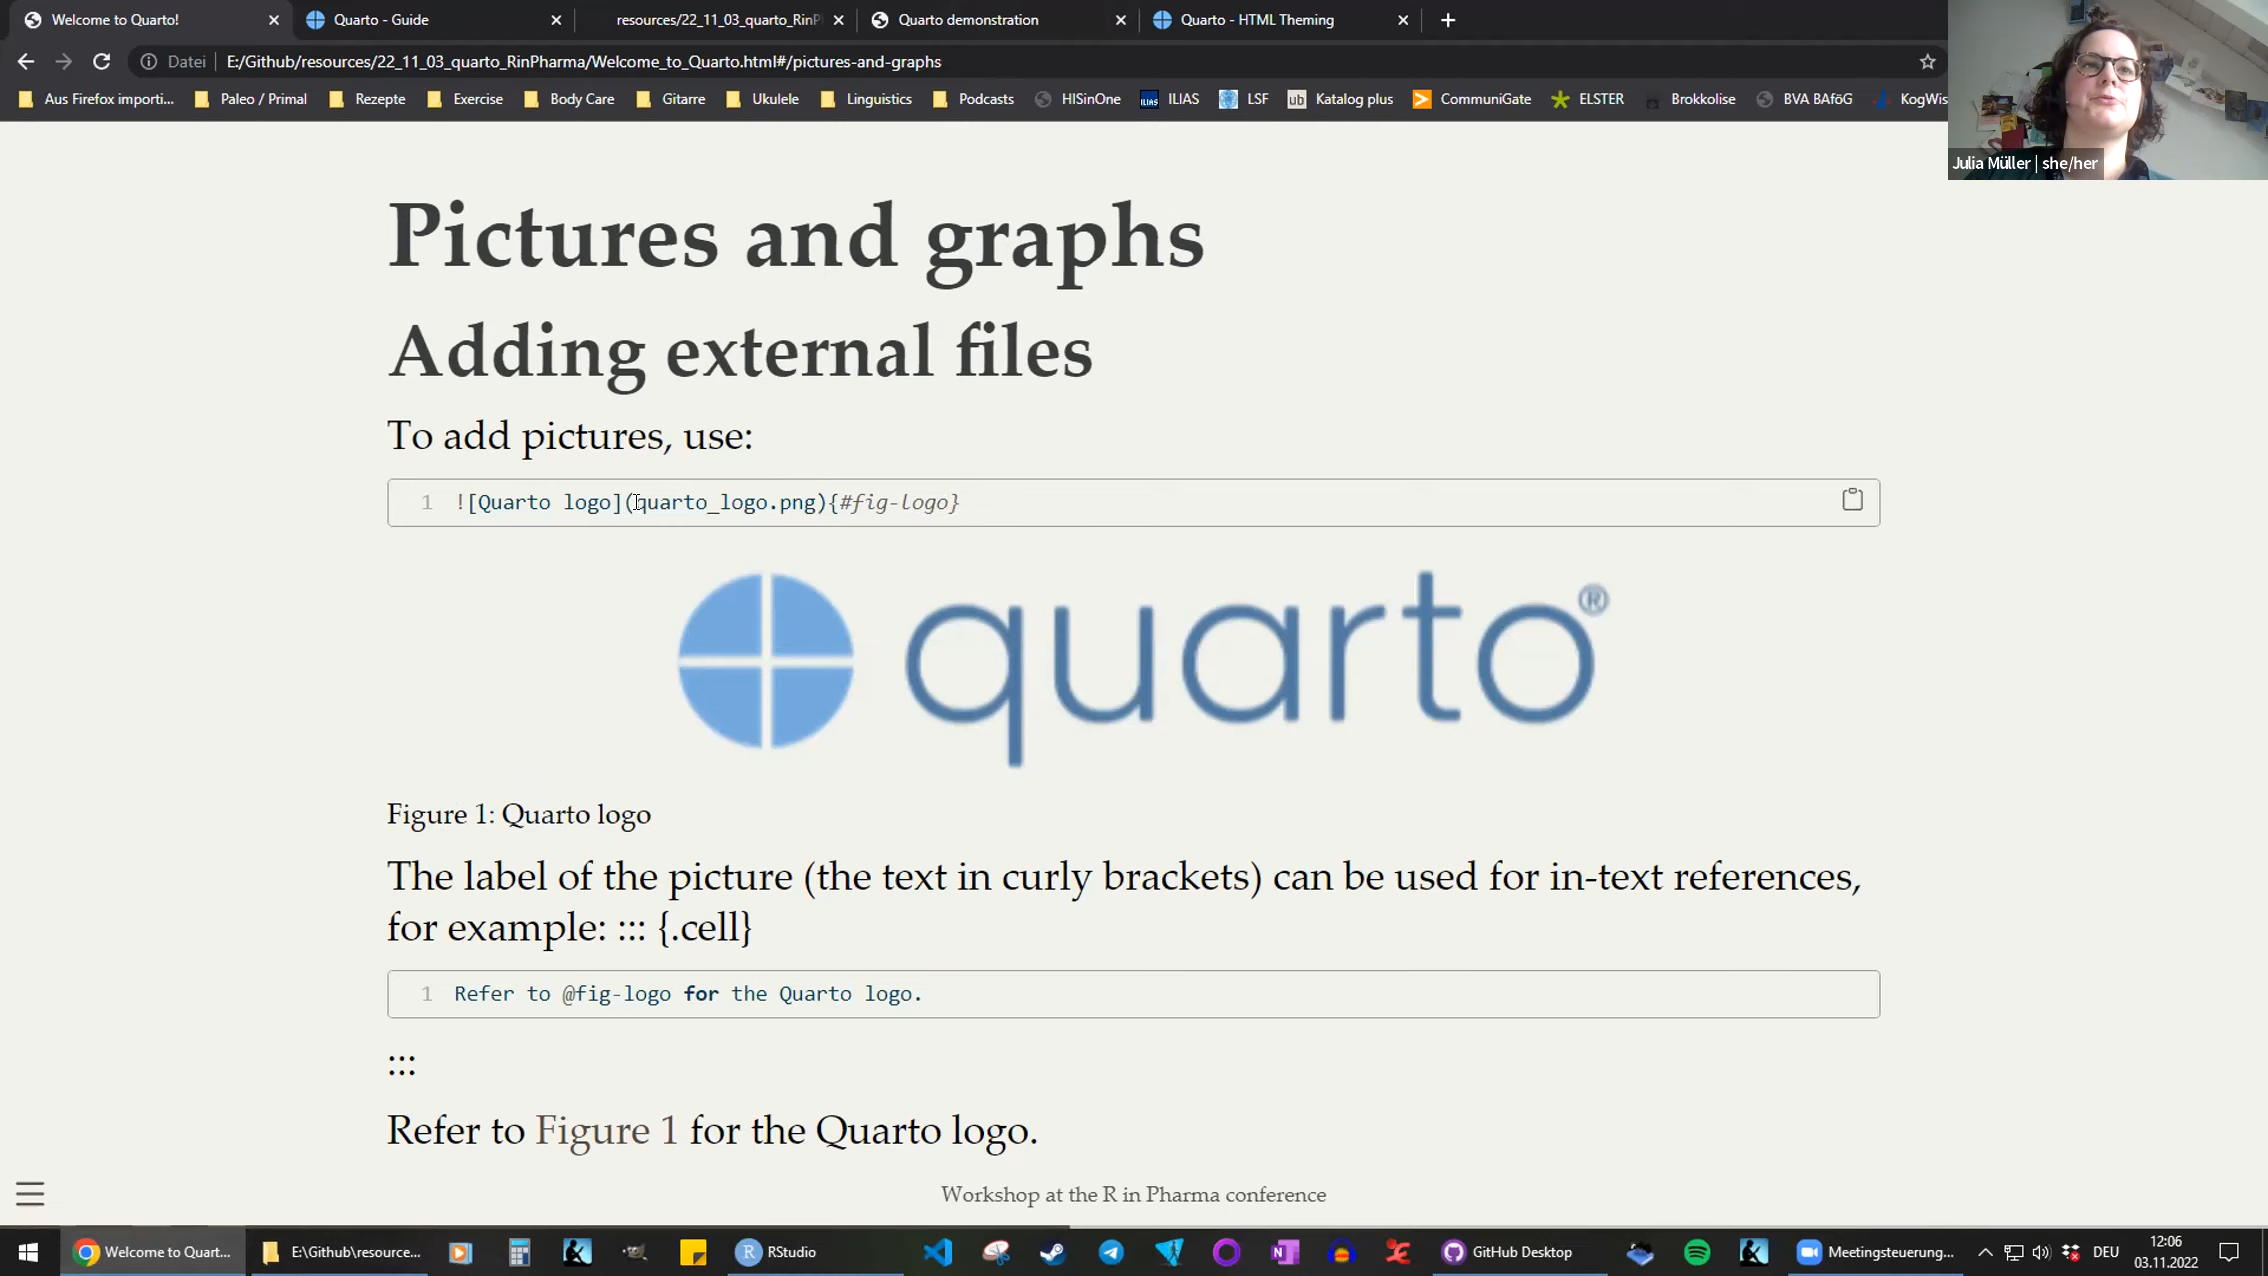 Welcome to Quarto!
Quarto - Guide
resources/22_11_03_quarto_RinP
Quarto demonstration
Quarto - HTML Theming
Datei
E:/Github/resources/22_11_03_quarto_RinPharma/Welcome_to_Quarto.html#/pictures-and-graphs
Aus Firefox importi... Paleo / Primal Rezepte Exercise Body Care Gitarre Ukulele Linguistics Podcasts HISinOne ILIAS LSF ub Katalog plus CommuniGate ELSTER Brokkolise BVA BAföG KogWis
Julia Müller | she/her
Pictures and graphs
Adding external files
To add pictures, use:
1 ![Quarto logo](quarto_logo.png){#fig-logo}
quarto®
Figure 1: Quarto logo
The label of the picture (the text in curly brackets) can be used for in-text references,
for example: ::: {.cell}
1 Refer to @fig-logo for the Quarto logo.
:::
Refer to Figure 1 for the Quarto logo.
Workshop at the R in Pharma conference
Welcome to Quart...
E:\Github\resource...
RStudio
GitHub Desktop
Meetingsteuerung...
DEU
12:06
03.11.2022